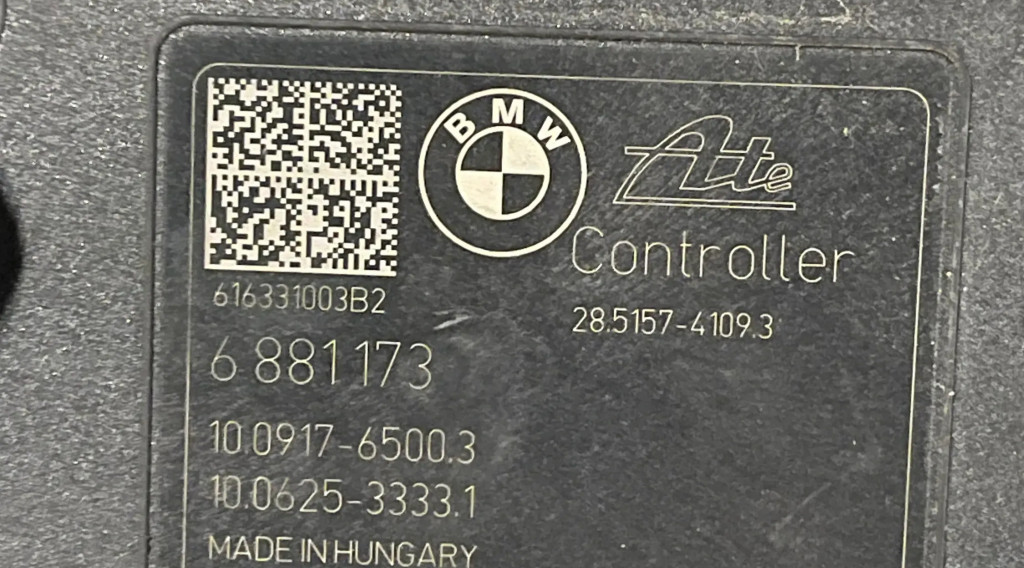 BMW
Ate
Controller
616331003B2
28.5157-4109.3
6 881 173
10.0917-6500.3
10.0625-3333.1
MADE IN HUNGARY